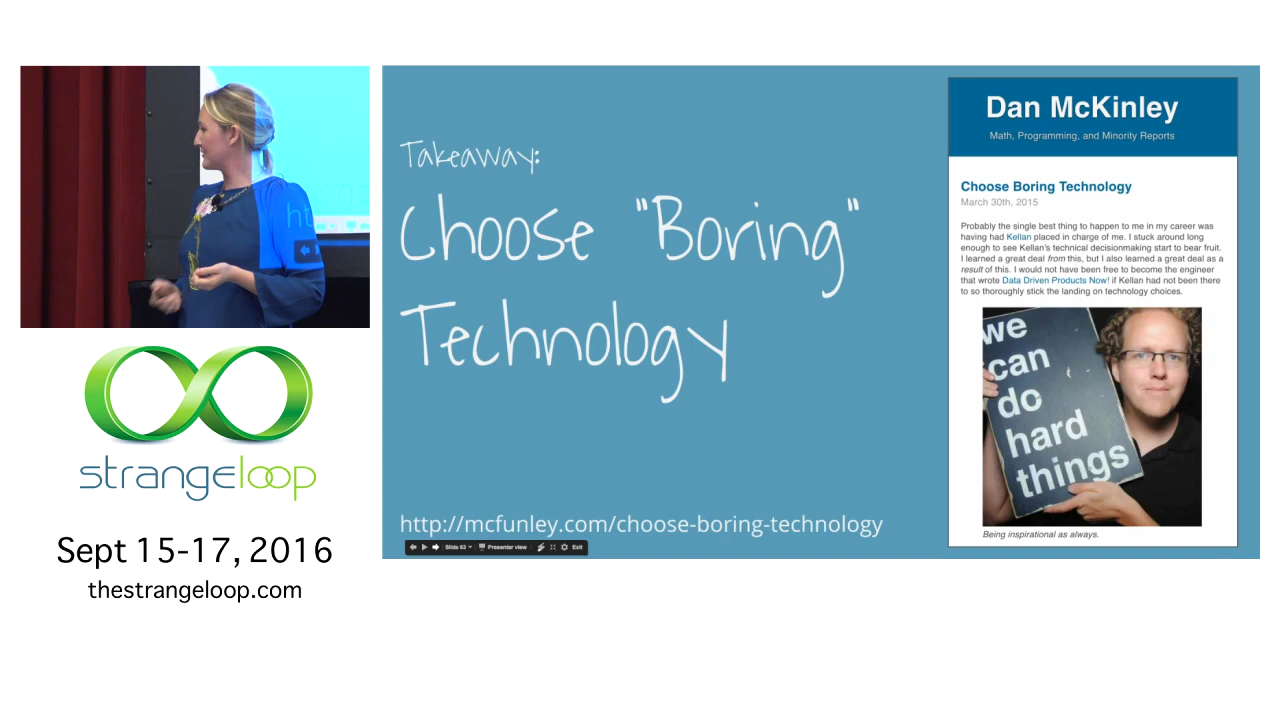 ht
strangeloop
Sept 15-17, 2016
thestrangeloop.com
Takeaway:
Choose "Boring"
Technology
http://mcfunley.com/choose-boring-technology
Slide 63
Presenter view
Exit
Dan McKinley
Math, Programming, and Minority Reports
Choose Boring Technology
March 30th, 2015
Probably the single best thing to happen to me in my career was
having had Kellan placed in charge of me. I stuck around long
enough to see Kellan's technical decisionmaking start to bear fruit.
I learned a great deal from this, but I also learned a great deal as a
result of this. I would not have been free to become the engineer
that wrote Data Driven Products Now! if Kellan had not been there
to so thoroughly stick the landing on technology choices.
we
can
do
hard
things
Being inspirational as always.